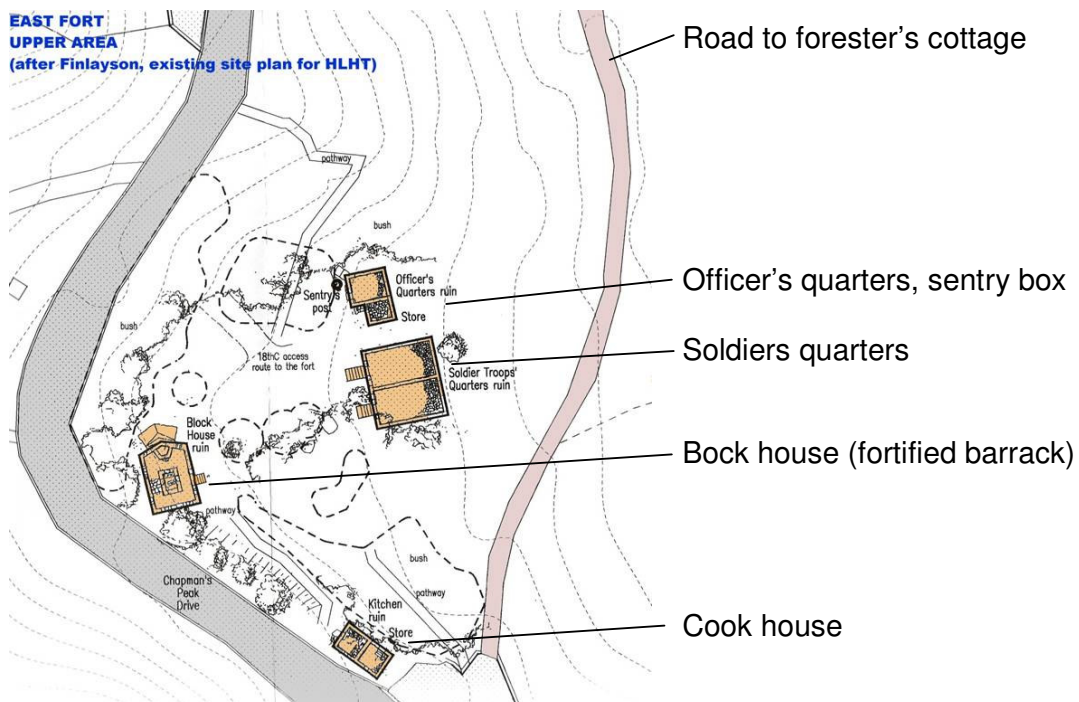 EAST FORT
UPPER AREA
(after Finlayson, existing site plan for HLHT)
Road to forester's cottage
pathway
bush
Officer's
Quarters ruin
Sentry's
post
Store
Officer's quarters, sentry box
bush
18thC access
route to the fort
Soldier Troops'
Quarters ruin
Soldiers quarters
Block
House
ruin
Bock house (fortified barrack)
pathway
bush
Chapman's
Peak
Drive
pathway
Kitchen
ruin
Store
Cook house